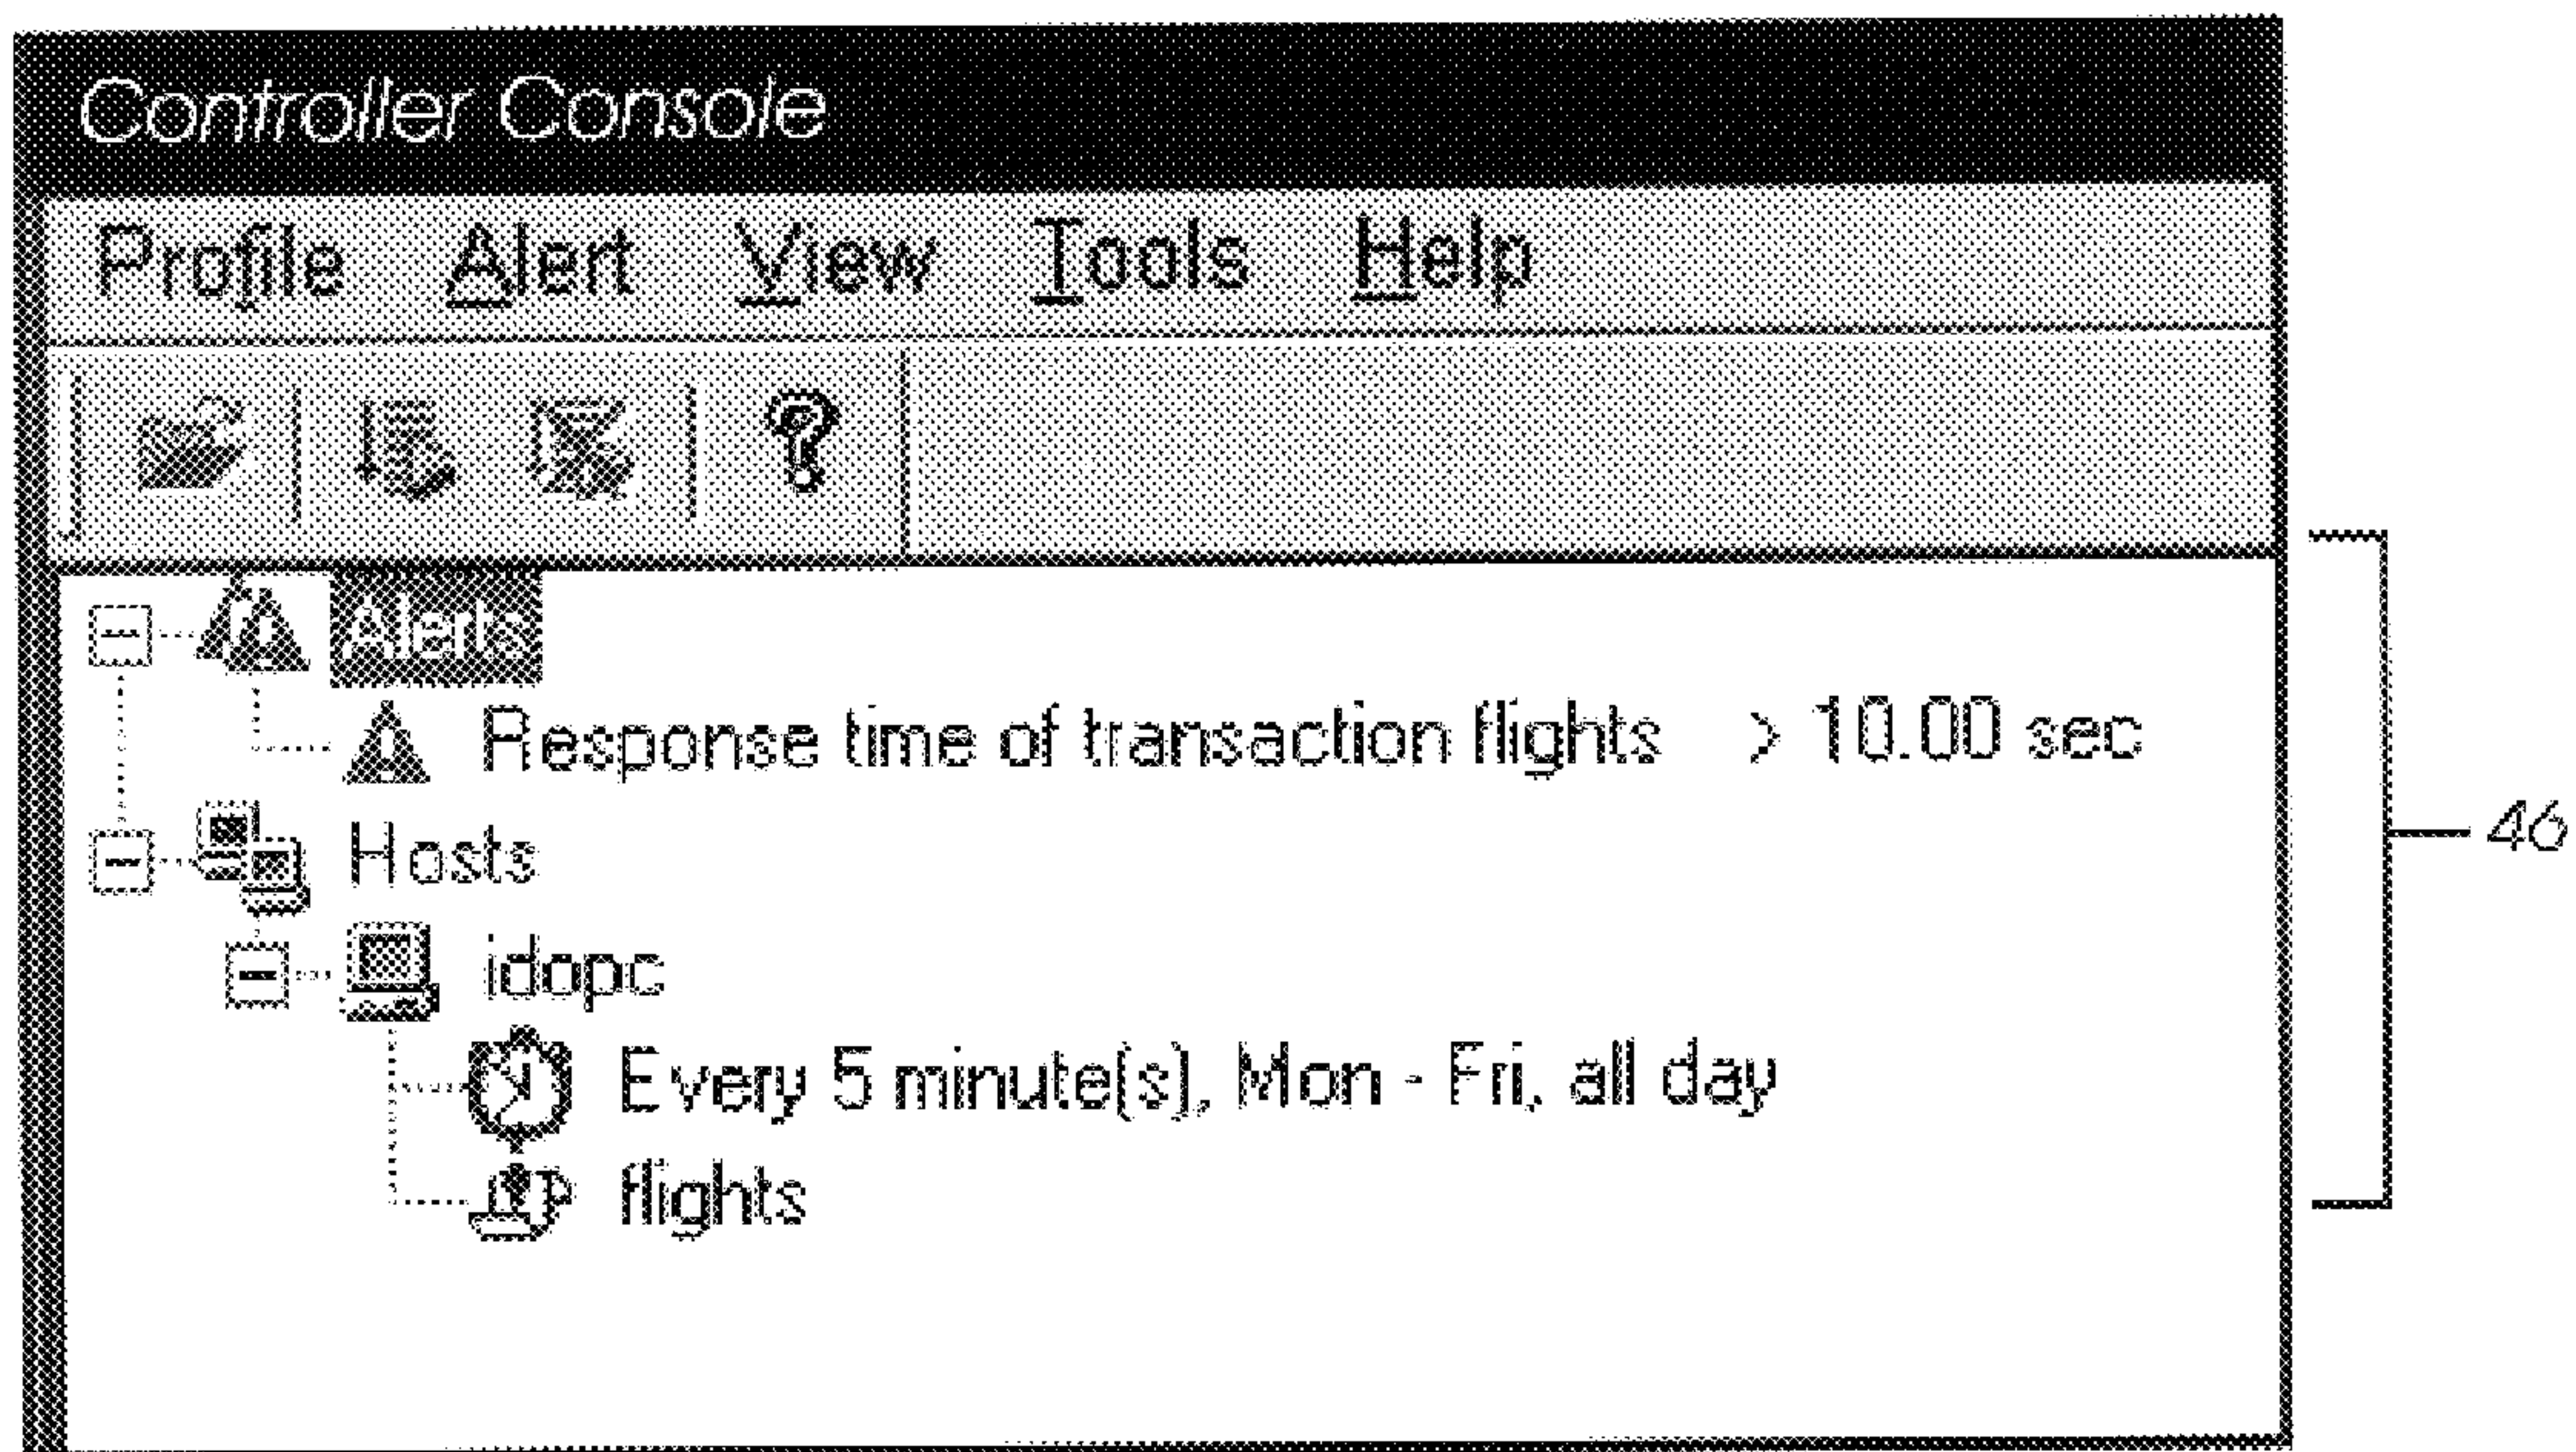 Controller Console
Profile Alert View Tools Help
Alerts
Response time of transaction flights > 10.00 sec
Hosts
46
idopc
Every 5 minute(s), Mon - Fri, all day
flights